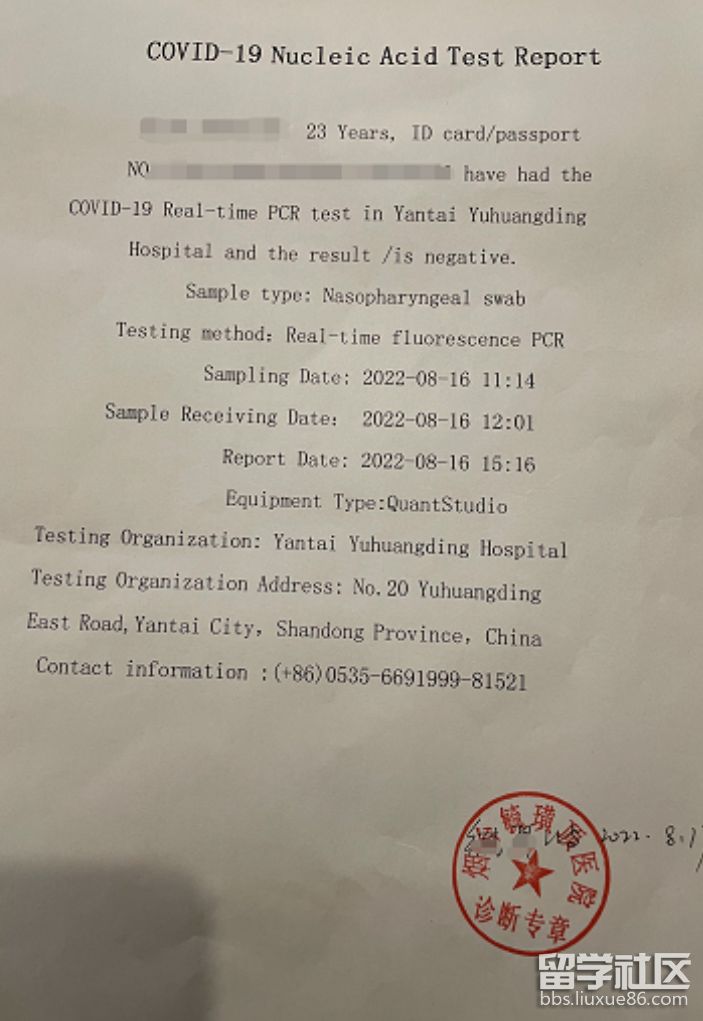 COVID-19 Nucleic Acid Test Report
23 Years, ID card/passport
NO have had the
COVID-19 Real-time PCR test in Yantai Yuhuangding
Hospital and the result /is negative.
Sample type: Nasopharyngeal swab
Testing method: Real-time fluorescence PCR
Sampling Date: 2022-08-16 11:14
Sample Receiving Date: 2022-08-16 12:01
Report Date: 2022-08-16 15:16
Equipment Type:QuantStudio
Testing Organization: Yantai Yuhuangding Hospital
Testing Organization Address: No.20 Yuhuangding
East Road,Yantai City, Shandong Province, China
Contact information :(+86)0535-6691999-81521
2022. 8.17
医院
诊断专章
留学社区
bbs.liuxue86.com